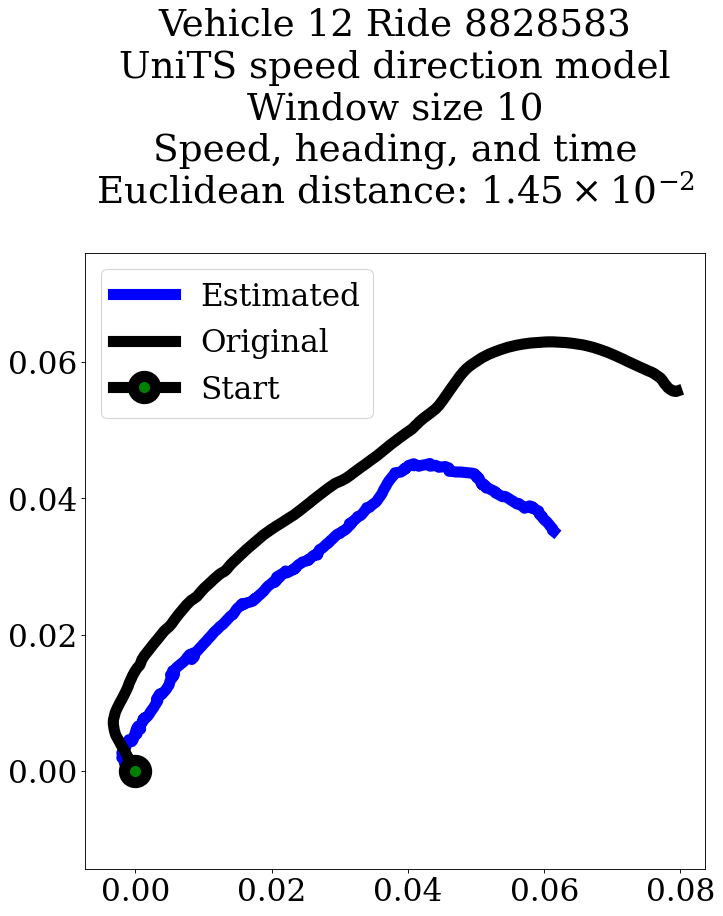 Vehicle 12 Ride 8828583
UniTS speed direction model
Window size 10
Speed, heading, and time
Euclidean distance: 1.45 × 10⁻²
Estimated
Original
Start
0.06
0.04
0.02
0.00
0.00 0.02 0.04 0.06 0.08